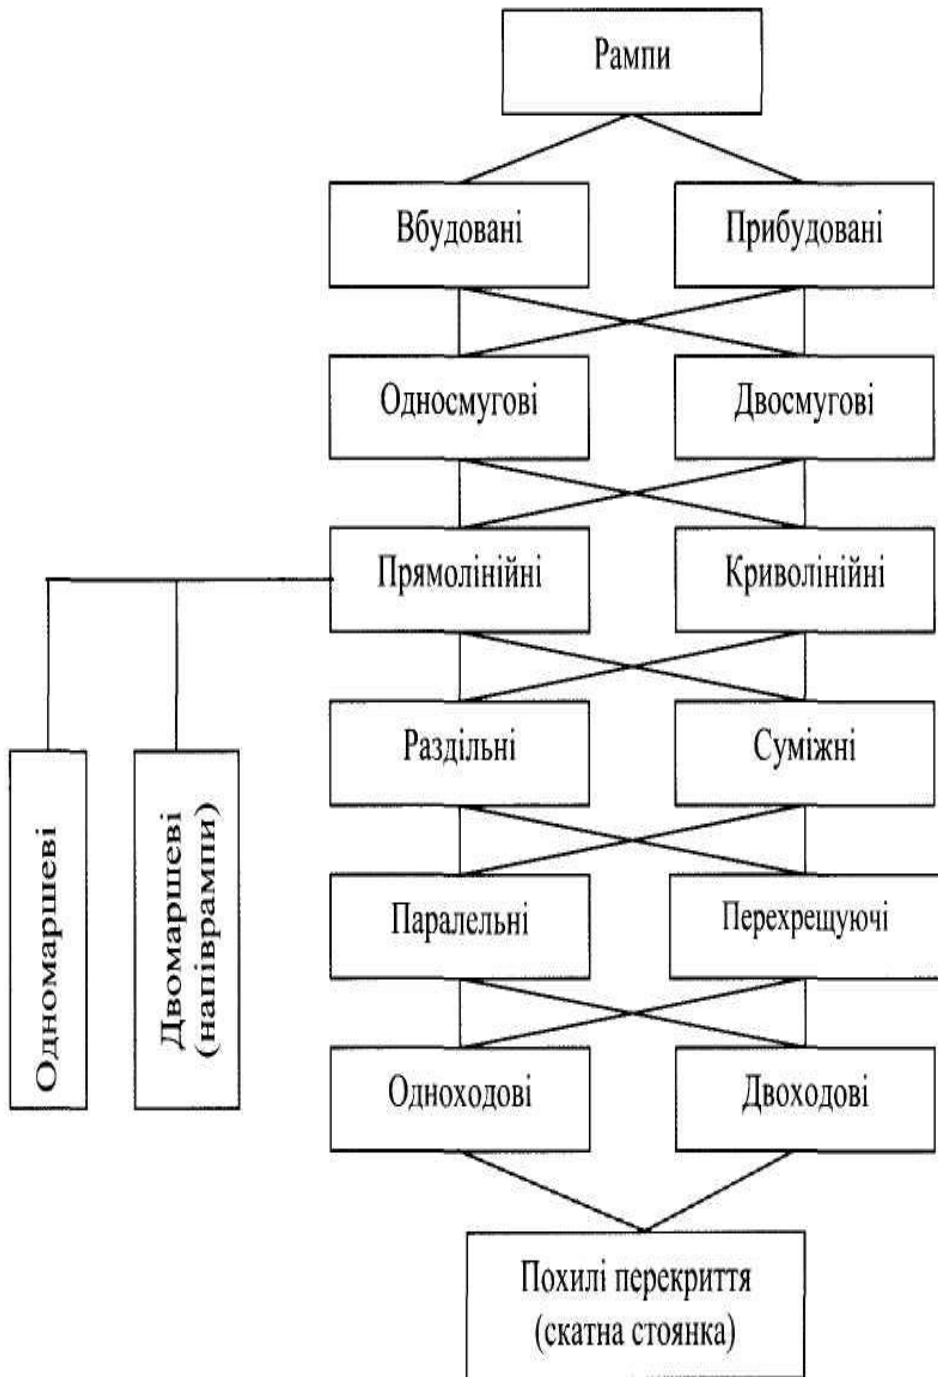 Рампи
Вбудовані
Прибудовані
Односмугові
Двосмугові
Прямолінійні
Криволінійні
Раздільні
Суміжні
Одномаршеві
Двомаршеві
(напіврампи)
Паралельні
Перехрещуючі
Одноходові
Двоходові
Похилі перекриття
(скатна стоянка)